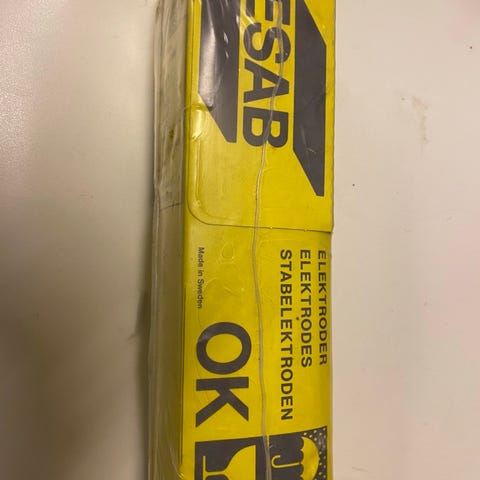 ESAB
ELEKTRODER
ELEKTRODES
STABELEKTRODEN
Made in Sweden
OK